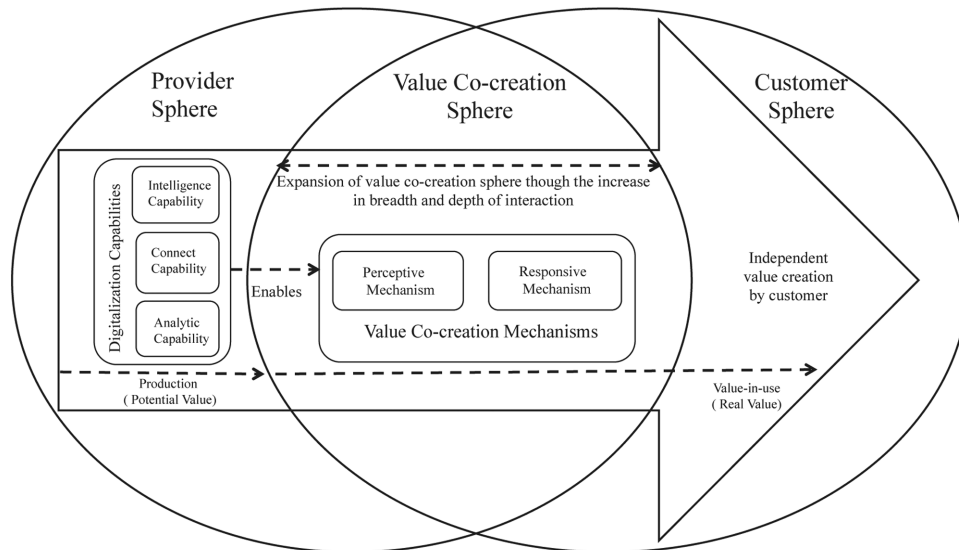 Provider
Sphere
Value Co-creation
Sphere
Customer
Sphere
Digitalization Capabilities
Intelligence
Capability
Connect
Capability
Analytic
Capability
Expansion of value co-creation sphere though the increase
in breadth and depth of interaction
Enables
Perceptive
Mechanism
Responsive
Mechanism
Value Co-creation Mechanisms
Independent
value creation
by customer
Production
( Potential Value)
Value-in-use
( Real Value)